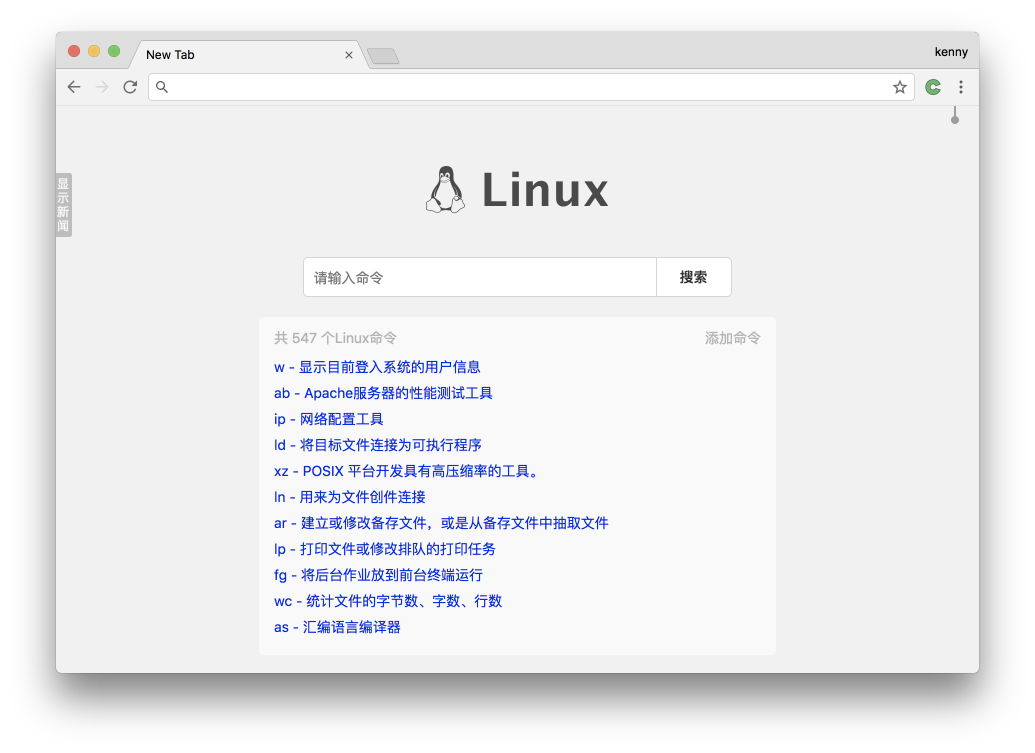 New Tab
kenny
显示新闻
Linux
请输入命令
搜索
共 547 个Linux命令
添加命令
w - 显示目前登入系统的用户信息
ab - Apache服务器的性能测试工具
ip - 网络配置工具
ld - 将目标文件连接为可执行程序
xz - POSIX 平台开发具有高压缩率的工具。
ln - 用来为文件创件连接
ar - 建立或修改备存文件，或是从备存文件中抽取文件
lp - 打印文件或修改排队的打印任务
fg - 将后台作业放到前台终端运行
wc - 统计文件的字节数、字数、行数
as - 汇编语言编译器